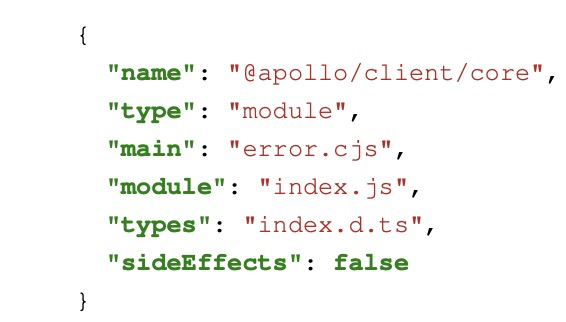 {
"name": "@apollo/client/core",
"type": "module",
"main": "error.cjs",
"module": "index.js",
"types": "index.d.ts",
"sideEffects": false
}